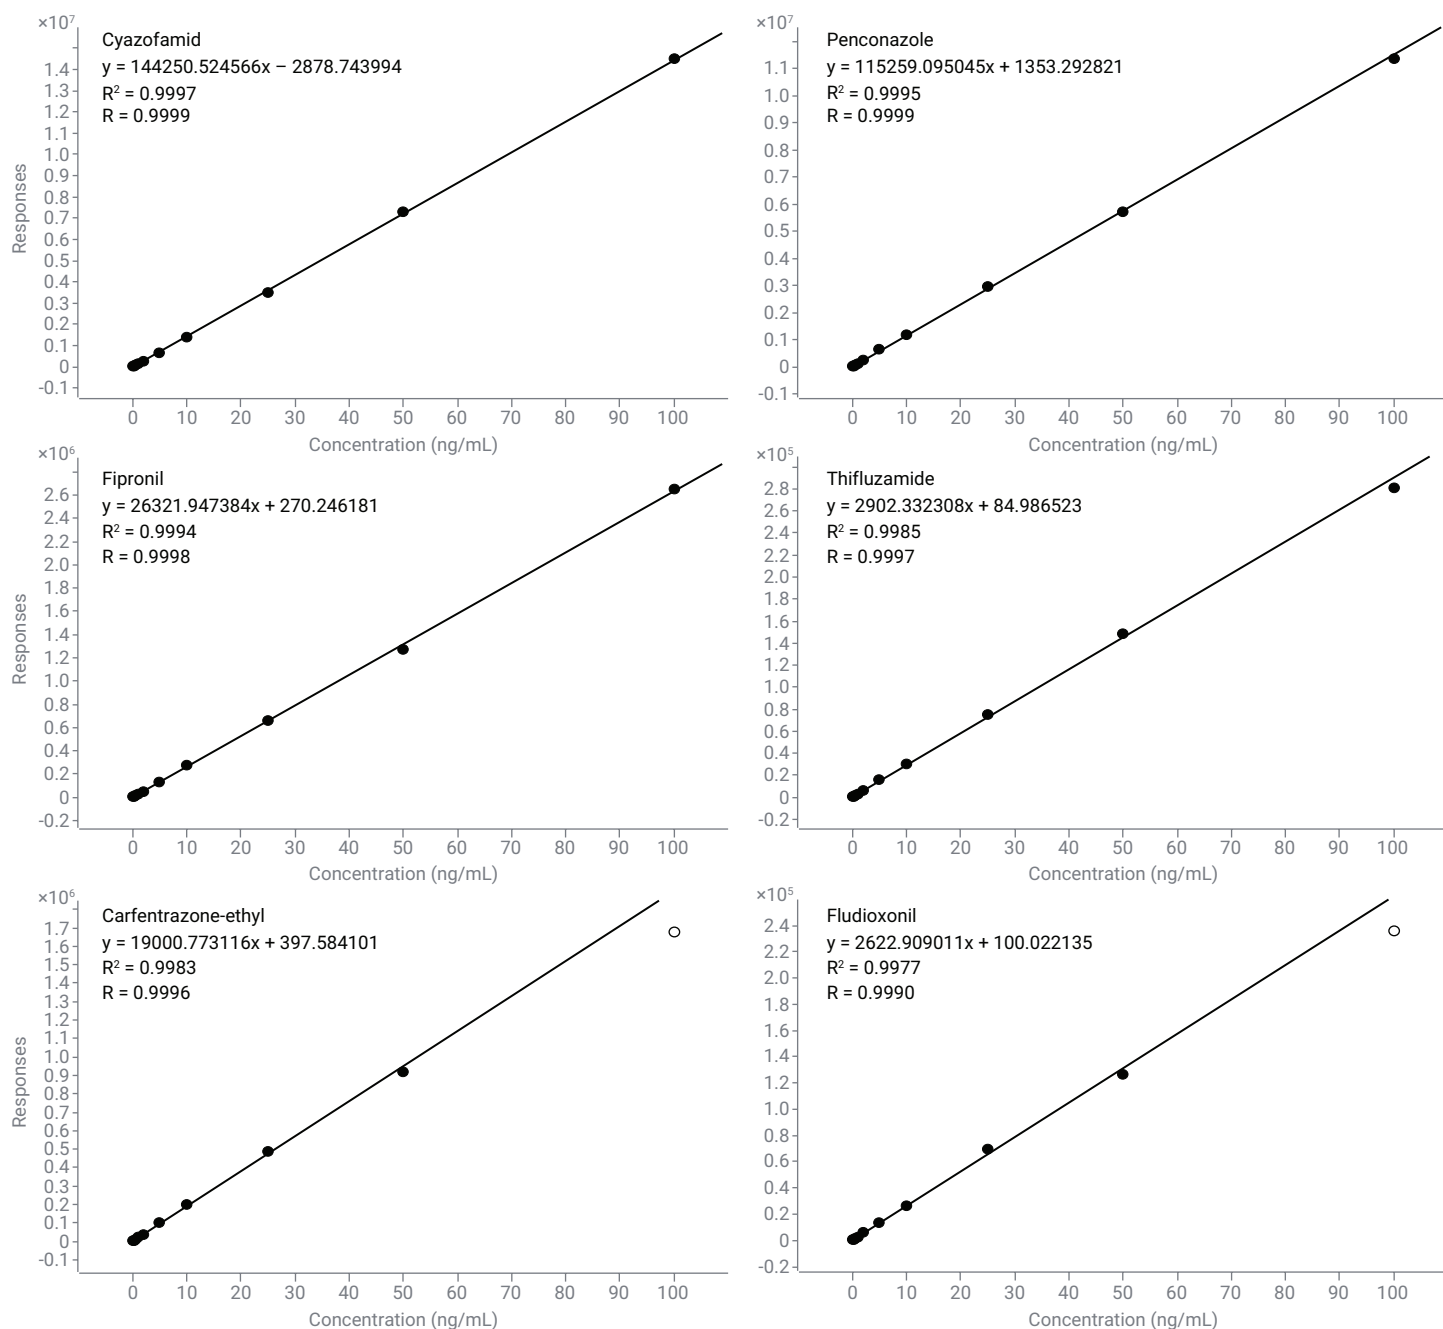 ×10⁷
Cyazofamid
y = 144250.524566x – 2878.743994
R² = 0.9997
R = 0.9999
1.4
1.3
1.2
1.1
1.0
0.9
0.8
0.7
0.6
0.5
0.4
0.3
0.2
0.1
0
-0.1
Responses
0 10 20 30 40 50 60 70 80 90 100
Concentration (ng/mL)
×10⁷
Penconazole
y = 115259.095045x + 1353.292821
R² = 0.9995
R = 0.9999
1.1
1.0
0.9
0.8
0.7
0.6
0.5
0.4
0.3
0.2
0.1
0
-0.1
0 10 20 30 40 50 60 70 80 90 100
Concentration (ng/mL)
×10⁶
Fipronil
y = 26321.947384x + 270.246181
R² = 0.9994
R = 0.9998
2.6
2.4
2.2
2.0
1.8
1.6
1.4
1.2
1.0
0.8
0.6
0.4
0.2
0
-0.2
Responses
0 10 20 30 40 50 60 70 80 90 100
Concentration (ng/mL)
×10⁵
Thifluzamide
y = 2902.332308x + 84.986523
R² = 0.9985
R = 0.9997
2.8
2.6
2.4
2.2
2.0
1.8
1.6
1.4
1.2
1.0
0.8
0.6
0.4
0.2
0
-0.2
0 10 20 30 40 50 60 70 80 90 100
Concentration (ng/mL)
×10⁶
Carfentrazone-ethyl
y = 19000.773116x + 397.584101
R² = 0.9983
R = 0.9996
1.7
1.6
1.5
1.4
1.3
1.2
1.1
1.0
0.9
0.8
0.7
0.6
0.5
0.4
0.3
0.2
0.1
0
-0.1
Responses
0 10 20 30 40 50 60 70 80 90 100
Concentration (ng/mL)
×10⁵
Fludioxonil
y = 2622.909011x + 100.022135
R² = 0.9977
R = 0.9990
2.4
2.2
2.0
1.8
1.6
1.4
1.2
1.0
0.8
0.6
0.4
0.2
0
-0.2
0 10 20 30 40 50 60 70 80 90 100
Concentration (ng/mL)